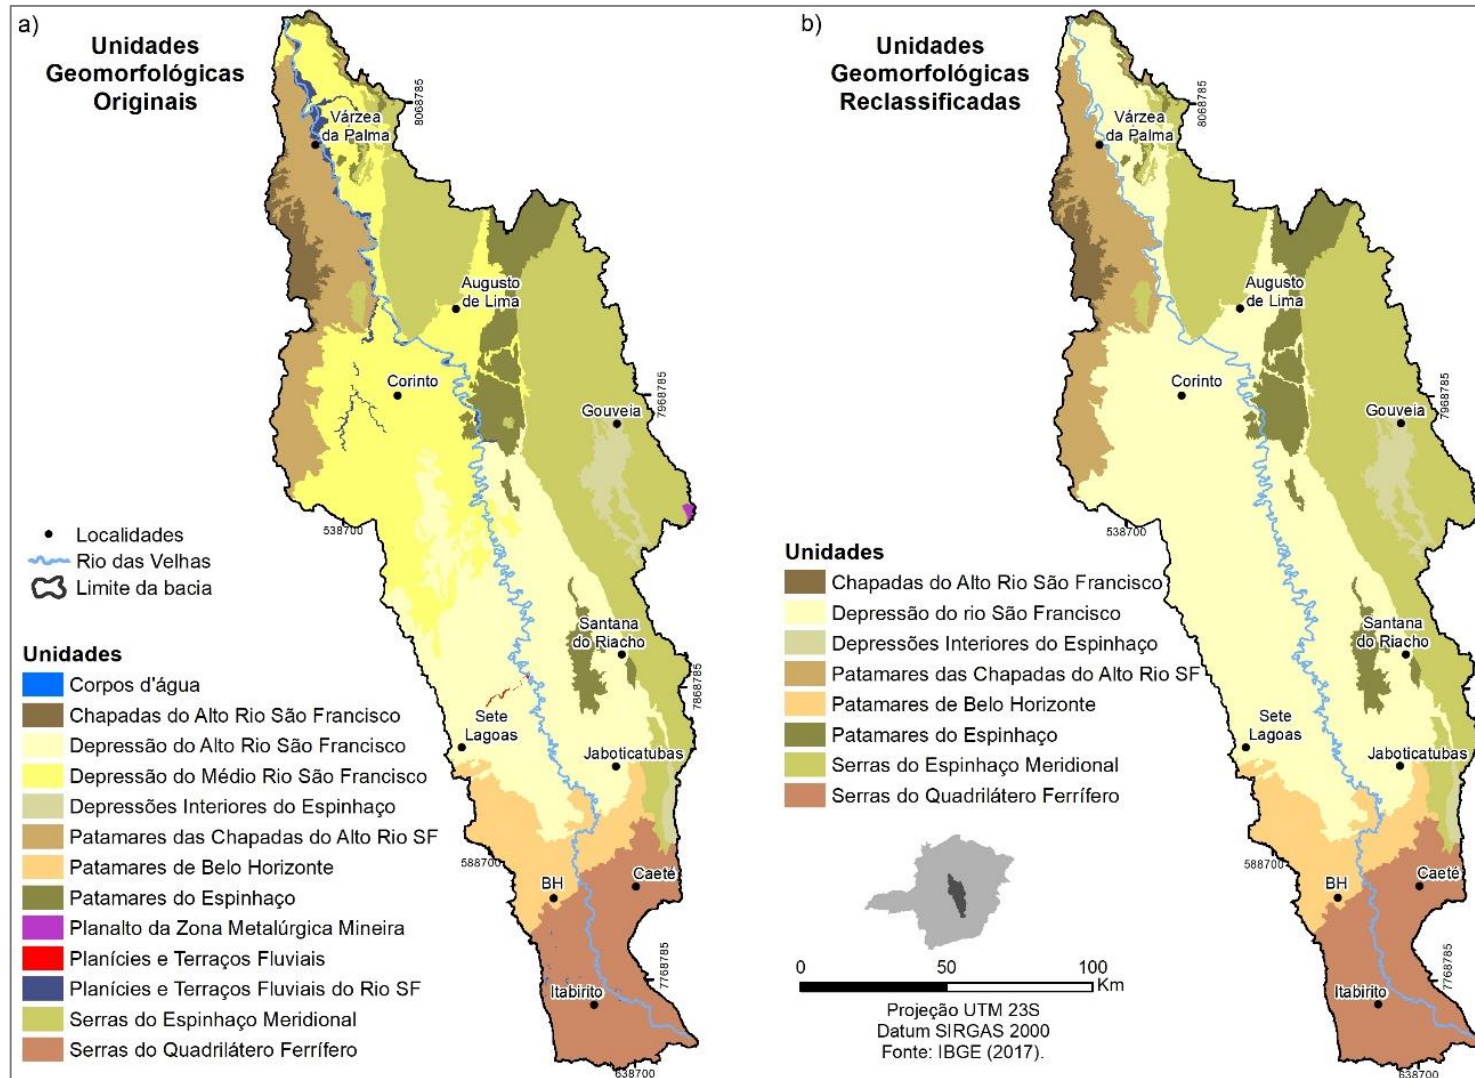 a)
Unidades
Geomorfológicas
Originais
8068785
Várzea
da Palma
Augusto
de Lima
Corinto
7968785
Gouveia
538700
Localidades
Rio das Velhas
Limite da bacia
Santana
do Riacho
7868785
Sete
Lagoas
Jaboticatubas
588700
BH
Caeté
7768785
Itabirito
638700
Unidades
Corpos d'água
Chapadas do Alto Rio São Francisco
Depressão do Alto Rio São Francisco
Depressão do Médio Rio São Francisco
Depressões Interiores do Espinhaço
Patamares das Chapadas do Alto Rio SF
Patamares de Belo Horizonte
Patamares do Espinhaço
Planalto da Zona Metalúrgica Mineira
Planícies e Terraços Fluviais
Planícies e Terraços Fluviais do Rio SF
Serras do Espinhaço Meridional
Serras do Quadrilátero Ferrífero
b)
Unidades
Geomorfológicas
Reclassificadas
8068785
Várzea
da Palma
Augusto
de Lima
Corinto
7968785
Gouveia
538700
Unidades
Chapadas do Alto Rio São Francisco
Depressão do rio São Francisco
Depressões Interiores do Espinhaço
Patamares das Chapadas do Alto Rio SF
Patamares de Belo Horizonte
Patamares do Espinhaço
Serras do Espinhaço Meridional
Serras do Quadrilátero Ferrífero
Santana
do Riacho
7868785
Sete
Lagoas
Jaboticatubas
588700
BH
Caeté
7768785
Itabirito
638700
0 50 100
Km
Projeção UTM 23S
Datum SIRGAS 2000
Fonte: IBGE (2017).